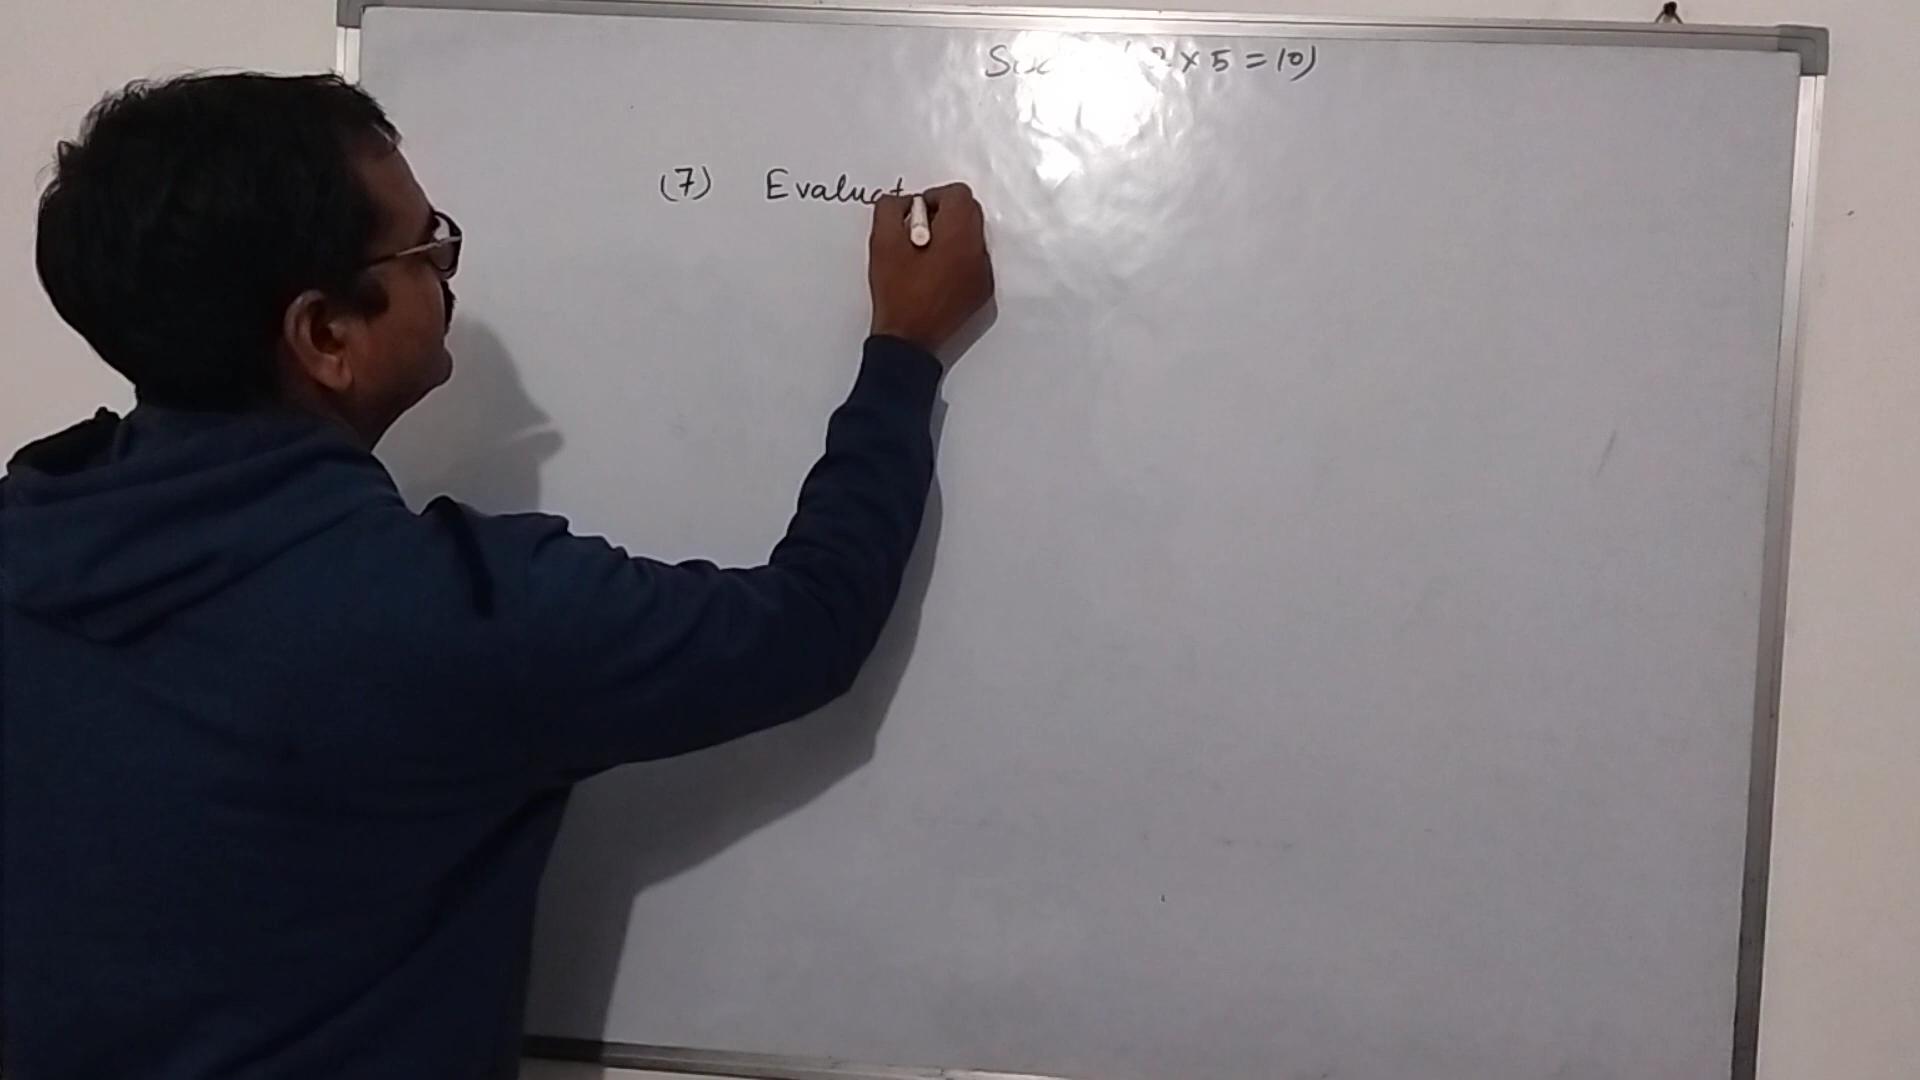 × 5 = 10)
(7) Evaluat